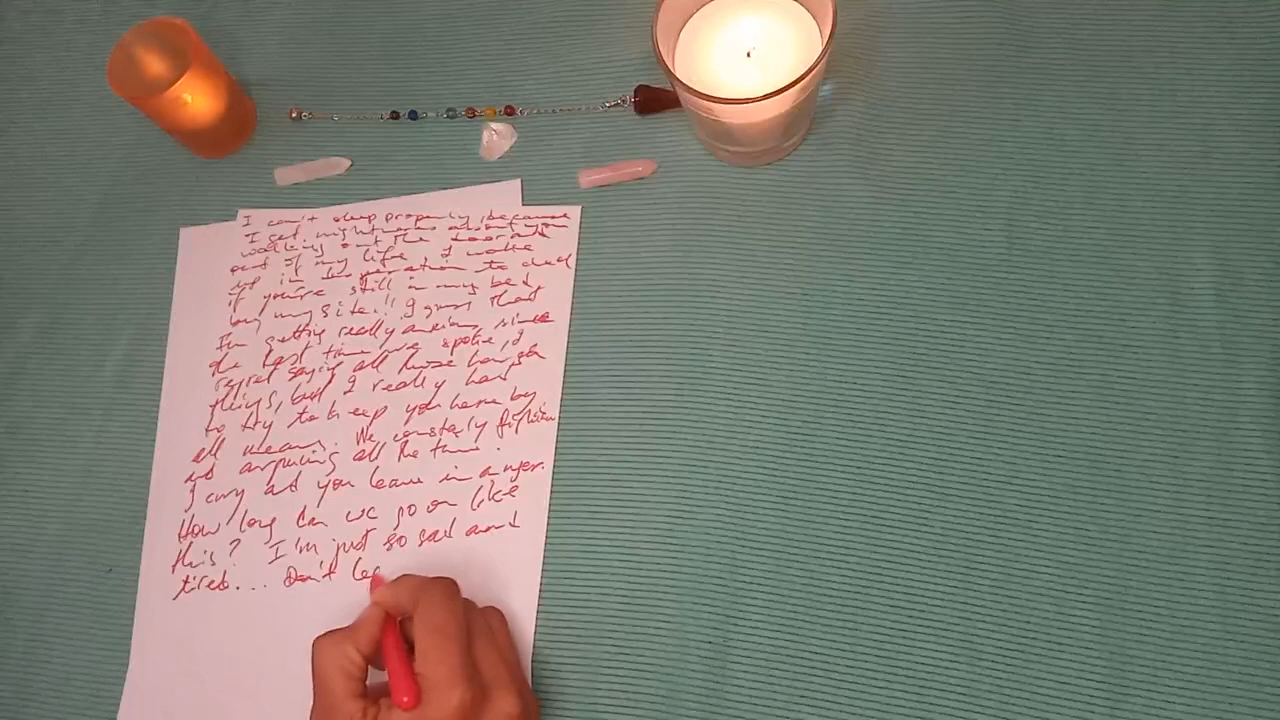 I can't sleep properly, because
I get nightmares about you
walking out the door and
out of my life, I wake
up in desperation to check
if you're still in my bed,
by my site!! I guess that
I'm getting really anxious since
the last time we spoke, I
regret saying all those harsh
things, but I really had
to try to keep you here by
all means. We constantly fighting
and arguing all the time.
I cry and you leave in anger.
How long can we go on like
this? I'm just so sad and
tired... Don't lea